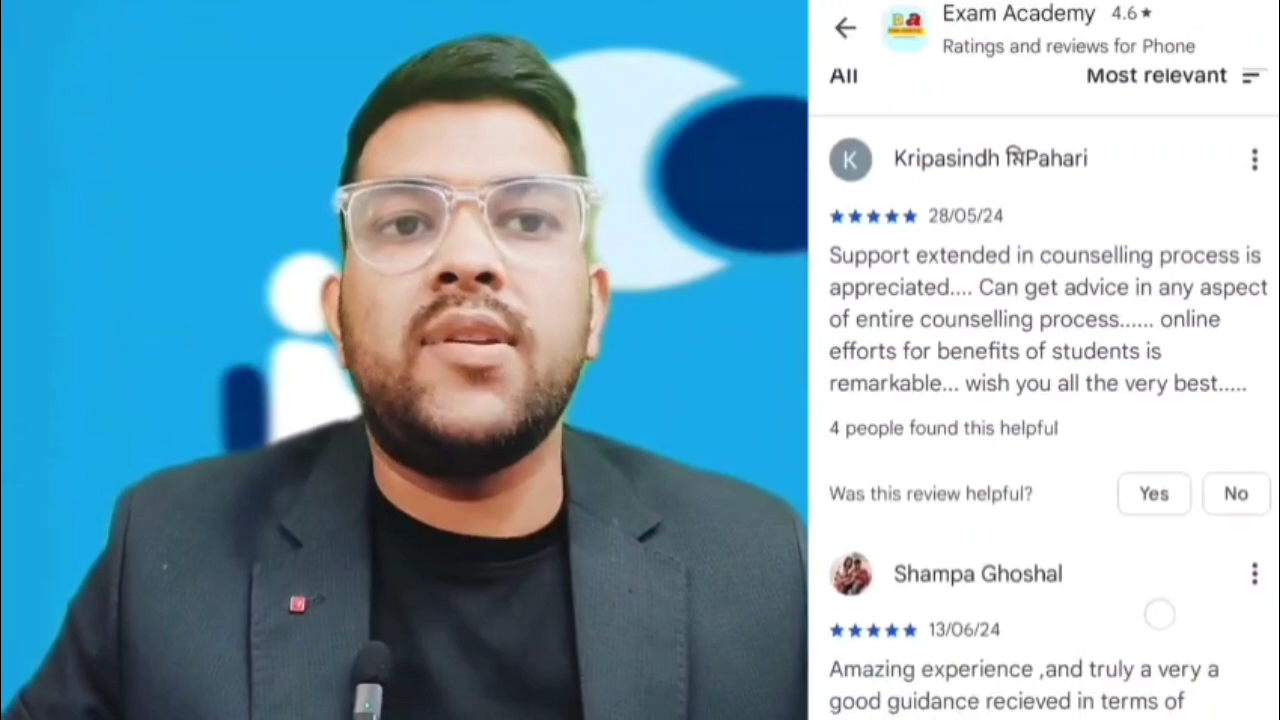 Exam Academy 4.6★
Ratings and reviews for Phone
All Most relevant
K Kripasindh মিPahari
★★★★★ 28/05/24
Support extended in counselling process is
appreciated.... Can get advice in any aspect
of entire counselling process...... online
efforts for benefits of students is
remarkable... wish you all the very best.....
4 people found this helpful
Was this review helpful? Yes No
Shampa Ghoshal
★★★★★ 13/06/24
Amazing experience ,and truly a very a
good guidance recieved in terms of